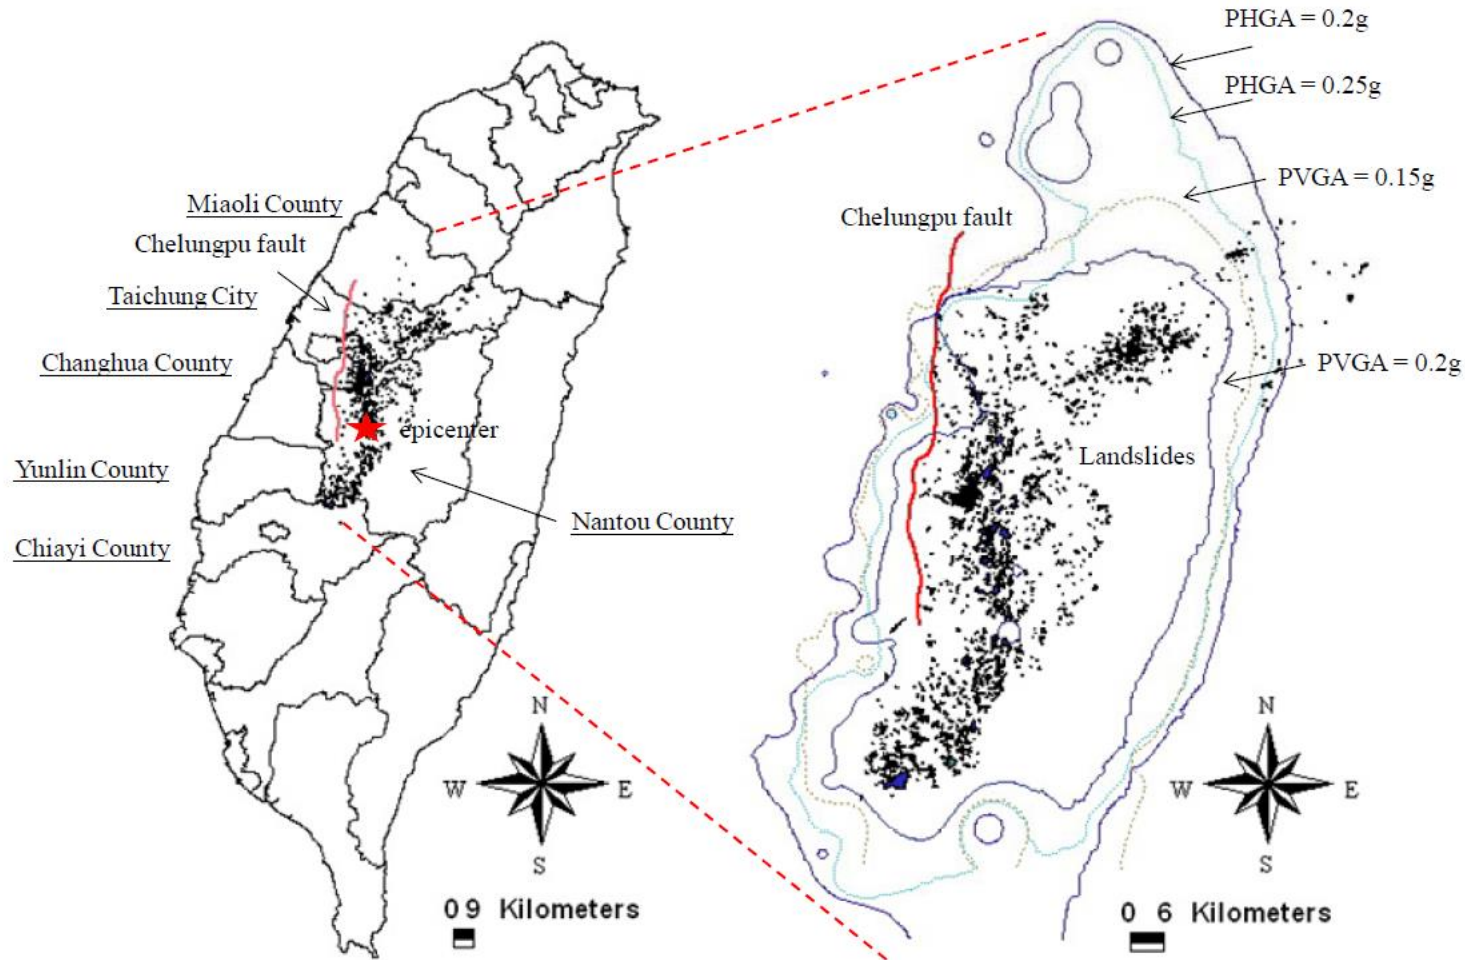 PHGA = 0.2g
PHGA = 0.25g
PVGA = 0.15g
PVGA = 0.2g
Miaoli County
Chelungpu fault
Taichung City
Changhua County
epicenter
Yunlin County
Nantou County
Chiayi County
N
W E
S
0 9 Kilometers
Chelungpu fault
Landslides
N
W E
S
0 6 Kilometers